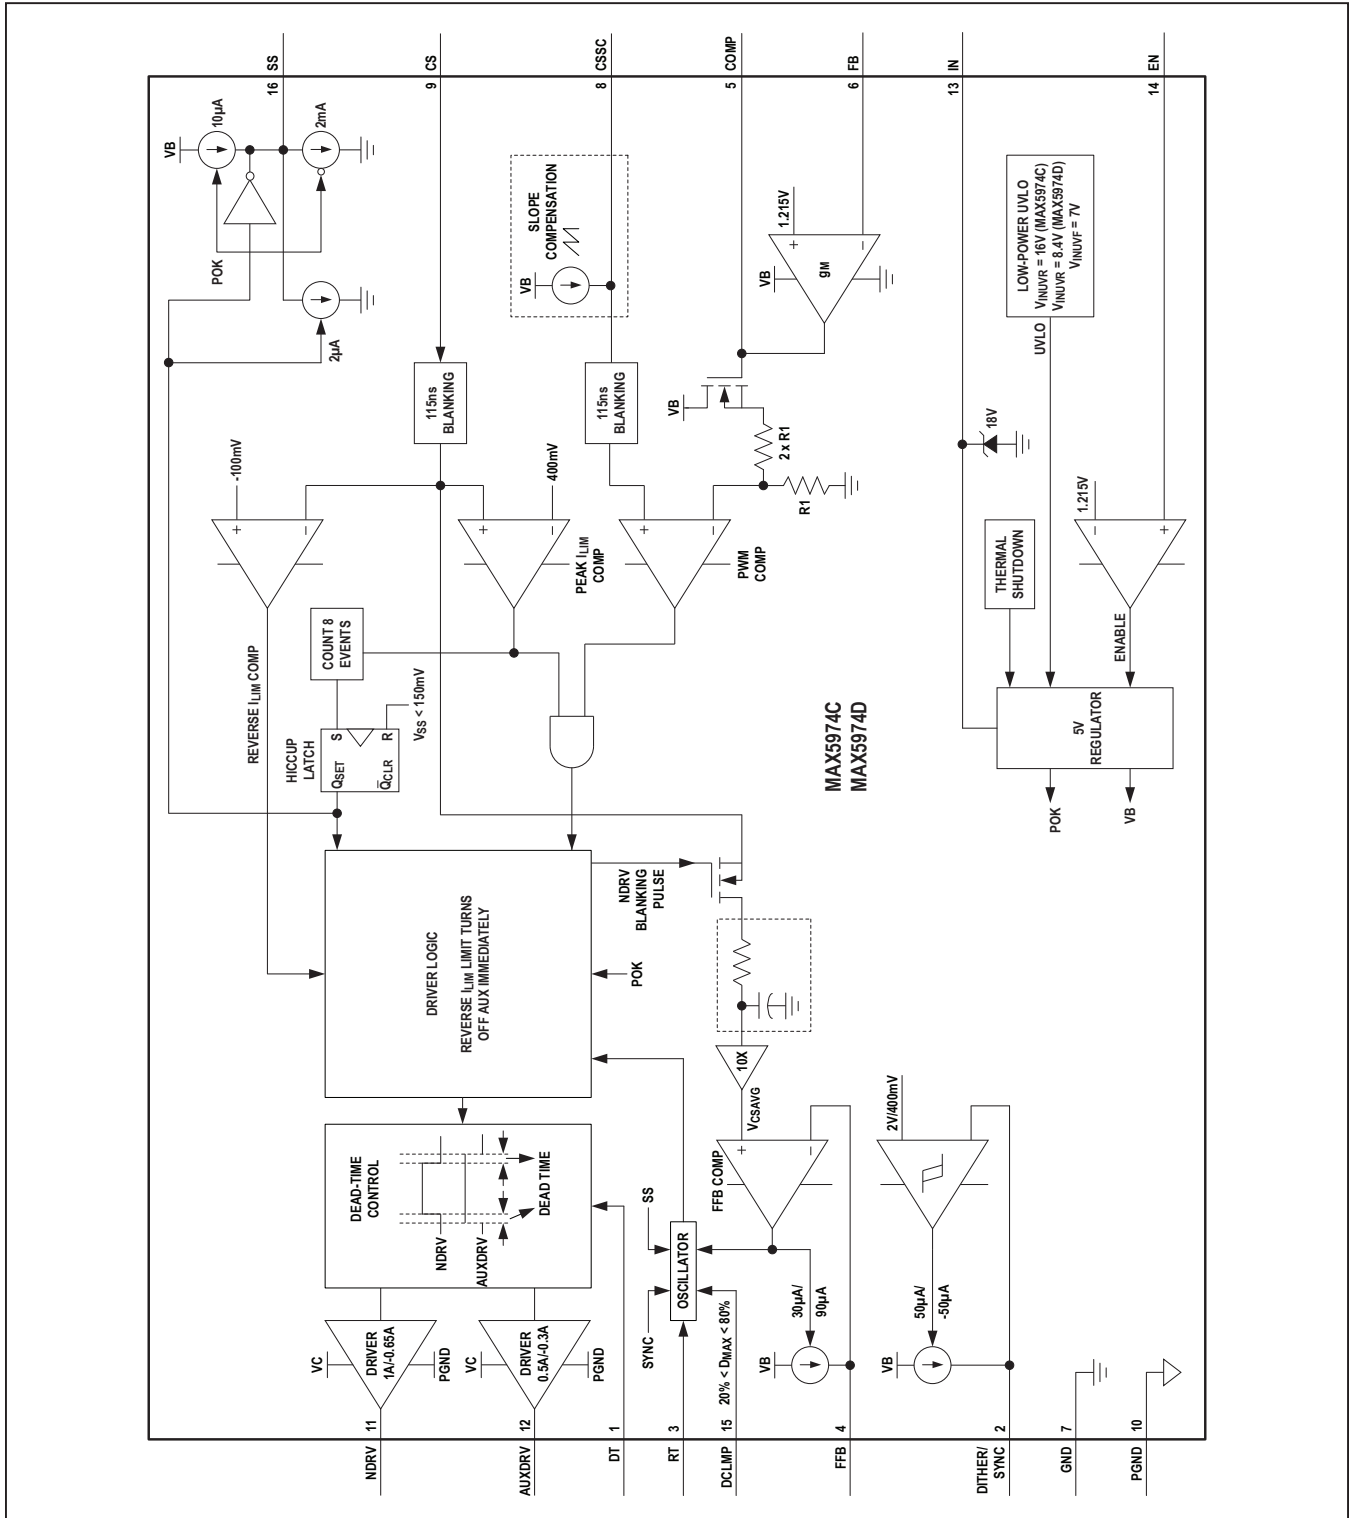 16 SS
9 CS
8 CSSC
5 COMP
6 FB
13 IN
14 EN
VB
10µA
2mA
POK
2µA
SLOPE
COMPENSATION
VB
1.215V
+
−
VB
gM
LOW-POWER UVLO
VINUVR = 16V (MAX5974C)
VINUVR = 8.4V (MAX5974D)
VINUVF = 7V
UVLO
115ns
BLANKING
115ns
BLANKING
VB
2 x R1
R1
18V
-100mV
+
−
400mV
+
−
+
−
PEAK ILIM
COMP
PWM
COMP
THERMAL
SHUTDOWN
1.215V
−
+
ENABLE
REVERSE ILIM COMP
COUNT 8
EVENTS
VSS < 150mV
HICCUP
LATCH
S
R
QSET
QCLR
MAX5974C
MAX5974D
5V
REGULATOR
POK
VB
DRIVER LOGIC
REVERSE ILIM LIMIT TURNS
OFF AUX IMMEDIATELY
NDRV
BLANKING
PULSE
POK
10X
VCSAVG
2V/400mV
DEAD-TIME
CONTROL
NDRV
AUXDRV
DEAD TIME
FFB COMP
+
−
SS
SYNC
OSCILLATOR
20% < DMAX < 80%
30µA/
90µA
VB
50µA/
-50µA
VB
VC
DRIVER
1A/-0.65A
PGND
VC
DRIVER
0.5A/-0.3A
PGND
NDRV 11
AUXDRV 12
DT 1
RT 3
DCLMP 15
FFB 4
DITHER/
SYNC 2
GND 7
PGND 10